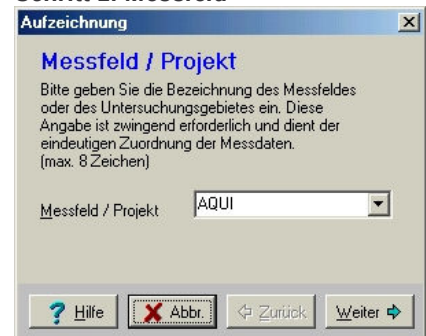 Aufzeichnung
Messfeld / Projekt
Bitte geben Sie die Bezeichnung des Messfeldes
oder des Untersuchungsgebietes ein. Diese
Angabe ist zwingend erforderlich und dient der
eindeutigen Zuordnung der Messdaten.
(max. 8 Zeichen)
Messfeld / Projekt AQUI
? Hilfe Abbr. Zurück Weiter